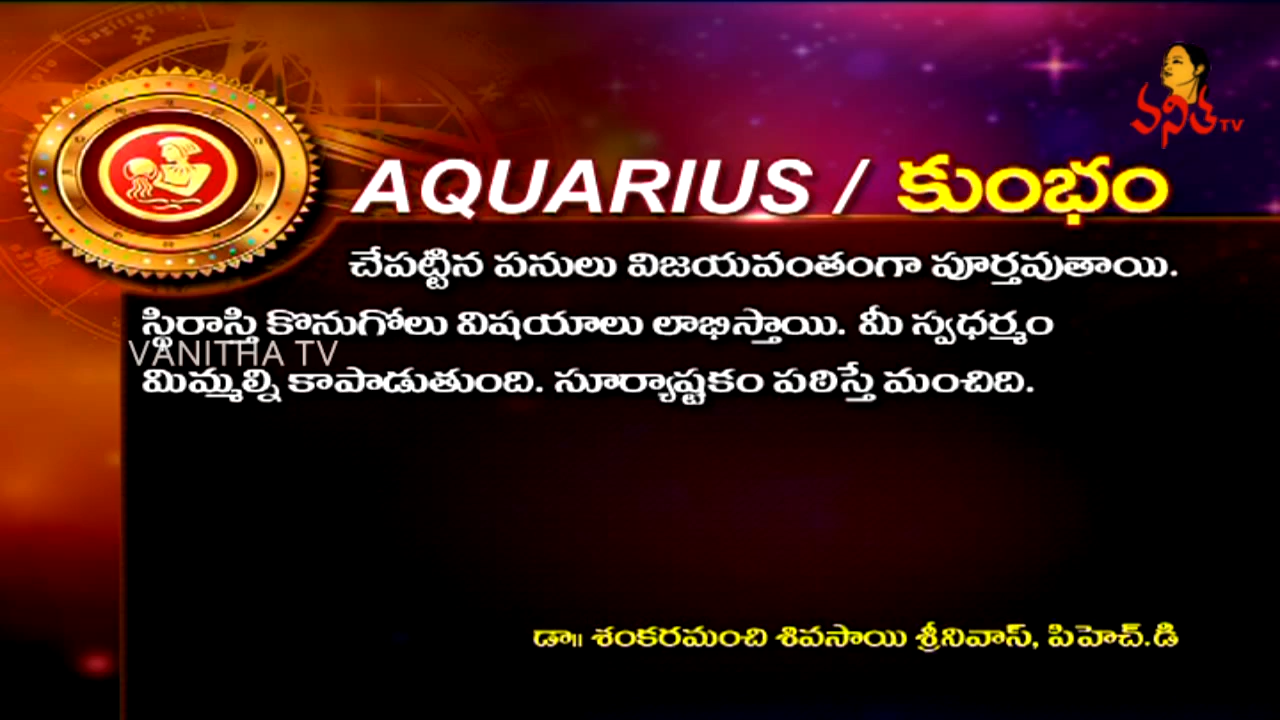 వనిత TV
AQUARIUS / కుంభం
చేపట్టిన పనులు విజయవంతంగా పూర్తవుతాయి.
స్థిరాస్తి కొనుగోలు విషయాలు లాభిస్తాయి. మీ స్వధర్మం
VANITHA TV
మిమ్మల్ని కాపాడుతుంది. సూర్యాష్టకం పఠిస్తే మంచిది.
డా॥ శంకరమంచి శివసాయి శ్రీనివాస్, పిహెచ్.డి